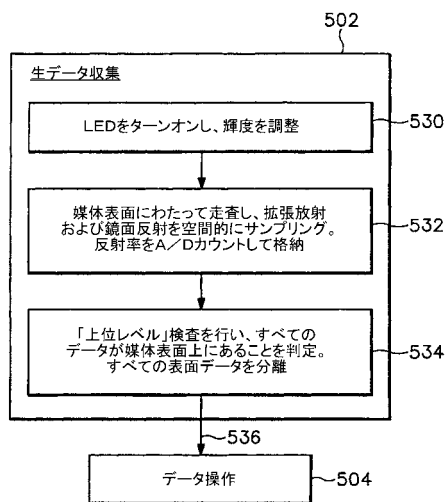 502
生データ収集
LEDをターンオンし、輝度を調整
530
媒体表面にわたって走査し、拡張放射
および鏡面反射を空間的にサンプリング。
反射率をA／Dカウントして格納
532
「上位レベル」検査を行い、すべての
データが媒体表面上にあることを判定。
すべての表面データを分離
534
536
データ操作
504